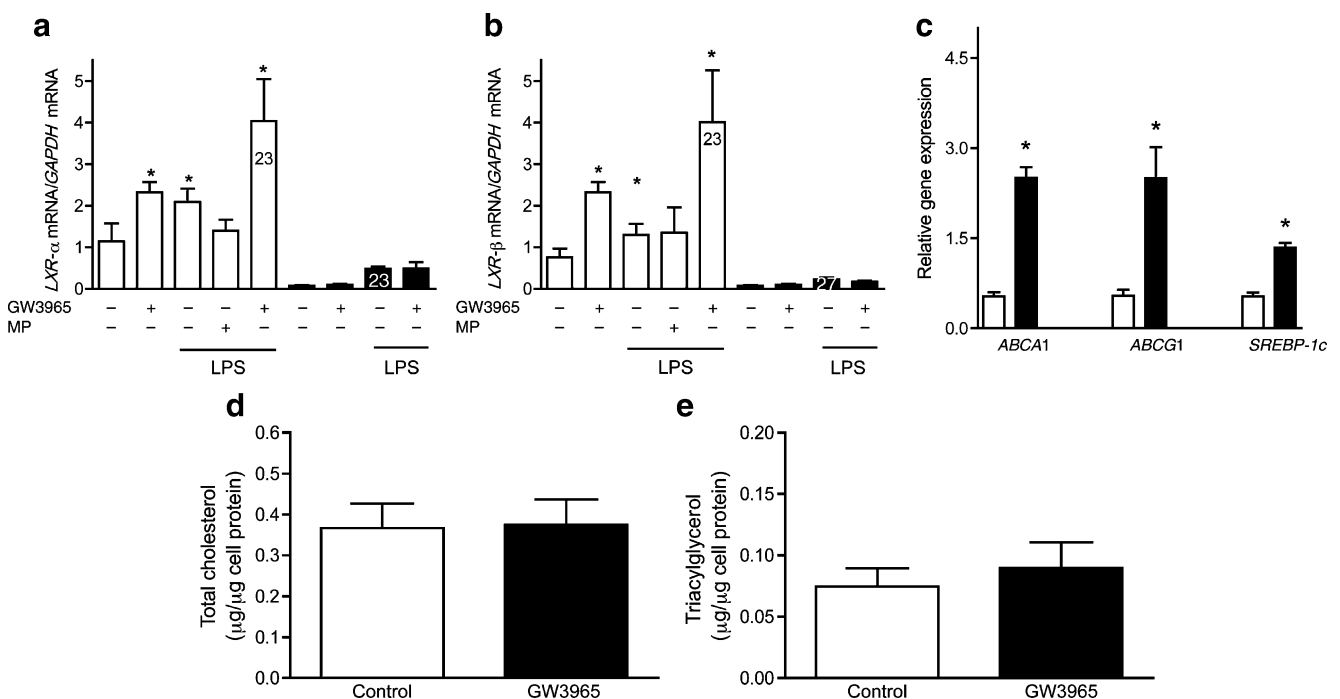 a
LXR-α mRNA/GAPDH mRNA
5
4
3
2
1
0
*
*
*
23
23
GW3965 – + – – + – + – +
MP – – – + – – – – –
LPS LPS
b
LXR-β mRNA/GAPDH mRNA
5
4
3
2
1
0
*
*
*
23
27
GW3965 – + – – + – + – +
MP – – – + – – – – –
LPS LPS
c
Relative gene expression
4.5
3.0
1.5
0.0
*
*
*
ABCA1 ABCG1 SREBP-1c
d
Total cholesterol
(μg/μg cell protein)
0.6
0.5
0.4
0.3
0.2
0.1
0.0
Control GW3965
e
Triacylglycerol
(μg/μg cell protein)
0.20
0.15
0.10
0.05
0.00
Control GW3965